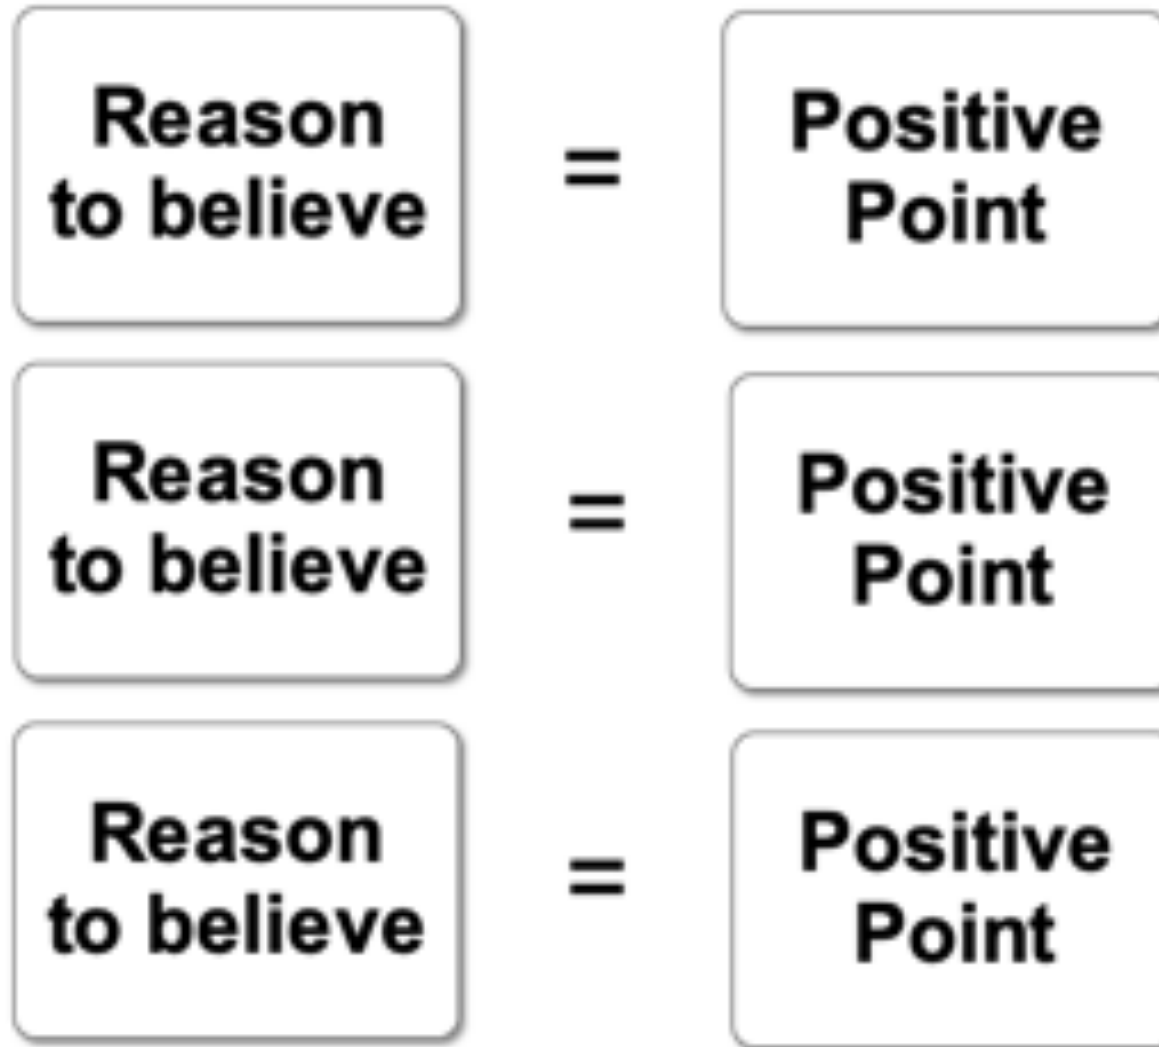 Reason
to believe
=
Positive
Point
Reason
to believe
=
Positive
Point
Reason
to believe
=
Positive
Point